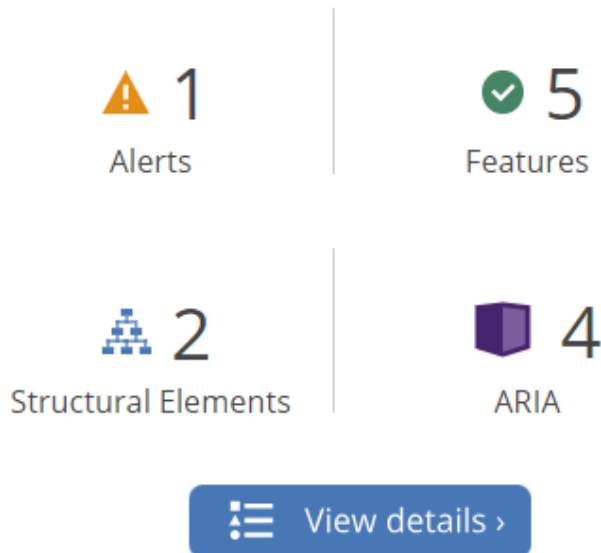 1
5
Alerts
Features
2
4
Structural Elements
ARIA
View details ›